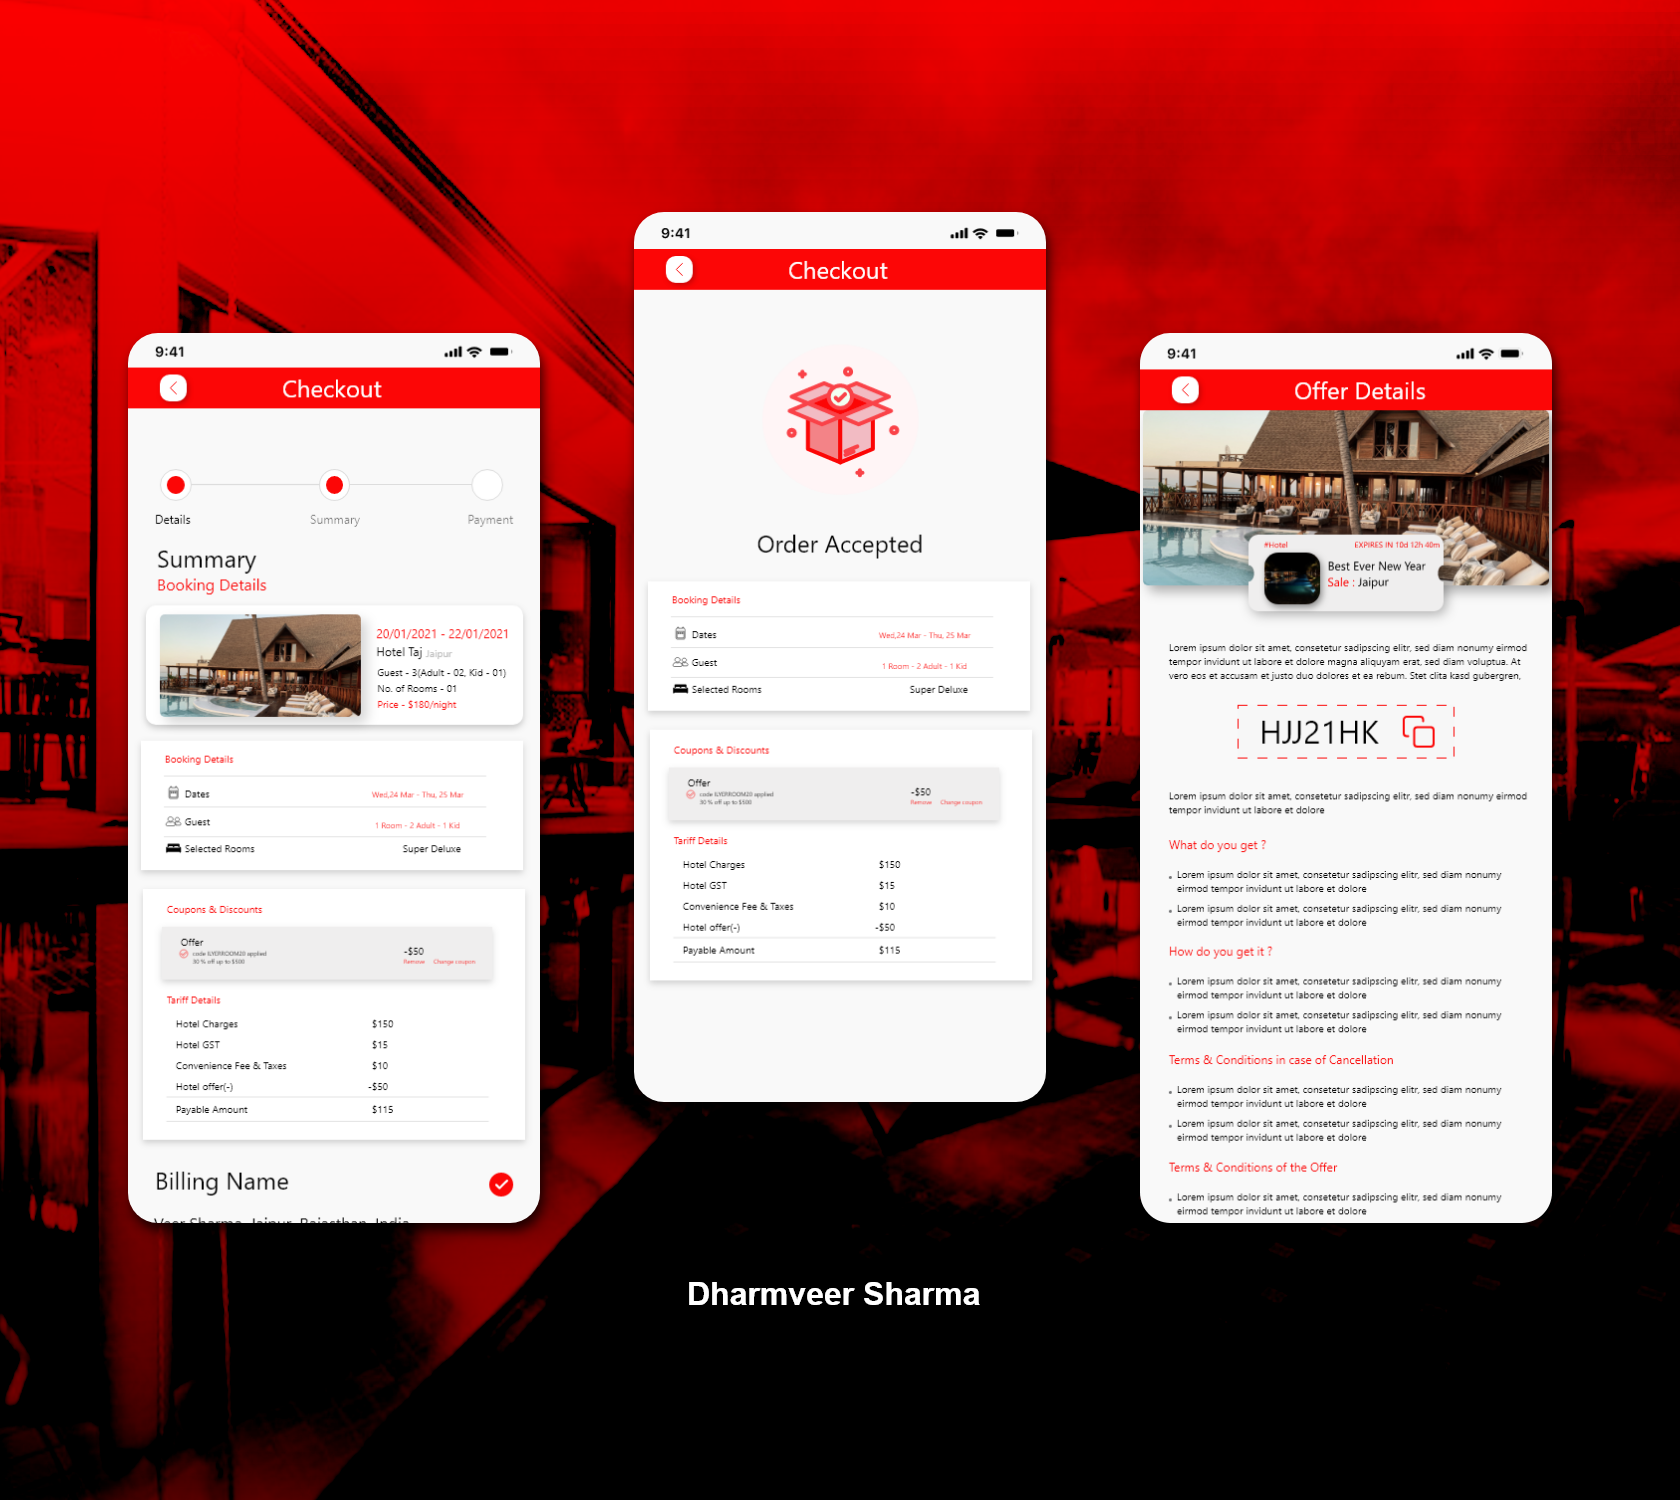 9:41
Checkout
Details
Summary
Payment
Summary
Booking Details
20/01/2021 - 22/01/2021
Hotel Taj Jaipur
Guest - 3(Adult - 02, Kid - 01)
No. of Rooms - 01
Price - $180/night
Booking Details
Dates Wed,24 Mar - Thu, 25 Mar
Guest 1 Room - 2 Adult - 1 Kid
Selected Rooms Super Deluxe
Coupons & Discounts
Offer -$50
code applied
30 % off up to $500
Remove Change coupon
Tariff Details
Hotel Charges $150
Hotel GST $15
Convenience Fee & Taxes $10
Hotel offer(-) -$50
Payable Amount $115
Billing Name
Veer Sharma, Jaipur, Rajasthan, India
9:41
Checkout
Order Accepted
Booking Details
Dates Wed,24 Mar - Thu, 25 Mar
Guest 1 Room - 2 Adult - 1 Kid
Selected Rooms Super Deluxe
Coupons & Discounts
Offer -$50
code applied
30 % off up to $500
Remove Change coupon
Tariff Details
Hotel Charges $150
Hotel GST $15
Convenience Fee & Taxes $10
Hotel offer(-) -$50
Payable Amount $115
9:41
Offer Details
#Hotel EXPIRES IN 10d 12h 40m
Best Ever New Year
Sale : Jaipur
Lorem ipsum dolor sit amet, consetetur sadipscing elitr, sed diam nonumy eirmod
tempor invidunt ut labore et dolore magna aliquyam erat, sed diam voluptua. At
vero eos et accusam et justo duo dolores et ea rebum. Stet clita kasd gubergren,
HJJ21HK
Lorem ipsum dolor sit amet, consetetur sadipscing elitr, sed diam nonumy eirmod
tempor invidunt ut labore et dolore
What do you get ?
Lorem ipsum dolor sit amet, consetetur sadipscing elitr, sed diam nonumy
eirmod tempor invidunt ut labore et dolore
Lorem ipsum dolor sit amet, consetetur sadipscing elitr, sed diam nonumy
eirmod tempor invidunt ut labore et dolore
How do you get it ?
Lorem ipsum dolor sit amet, consetetur sadipscing elitr, sed diam nonumy
eirmod tempor invidunt ut labore et dolore
Lorem ipsum dolor sit amet, consetetur sadipscing elitr, sed diam nonumy
eirmod tempor invidunt ut labore et dolore
Terms & Conditions in case of Cancellation
Lorem ipsum dolor sit amet, consetetur sadipscing elitr, sed diam nonumy
eirmod tempor invidunt ut labore et dolore
Lorem ipsum dolor sit amet, consetetur sadipscing elitr, sed diam nonumy
eirmod tempor invidunt ut labore et dolore
Terms & Conditions of the Offer
Lorem ipsum dolor sit amet, consetetur sadipscing elitr, sed diam nonumy
eirmod tempor invidunt ut labore et dolore
Dharmveer Sharma